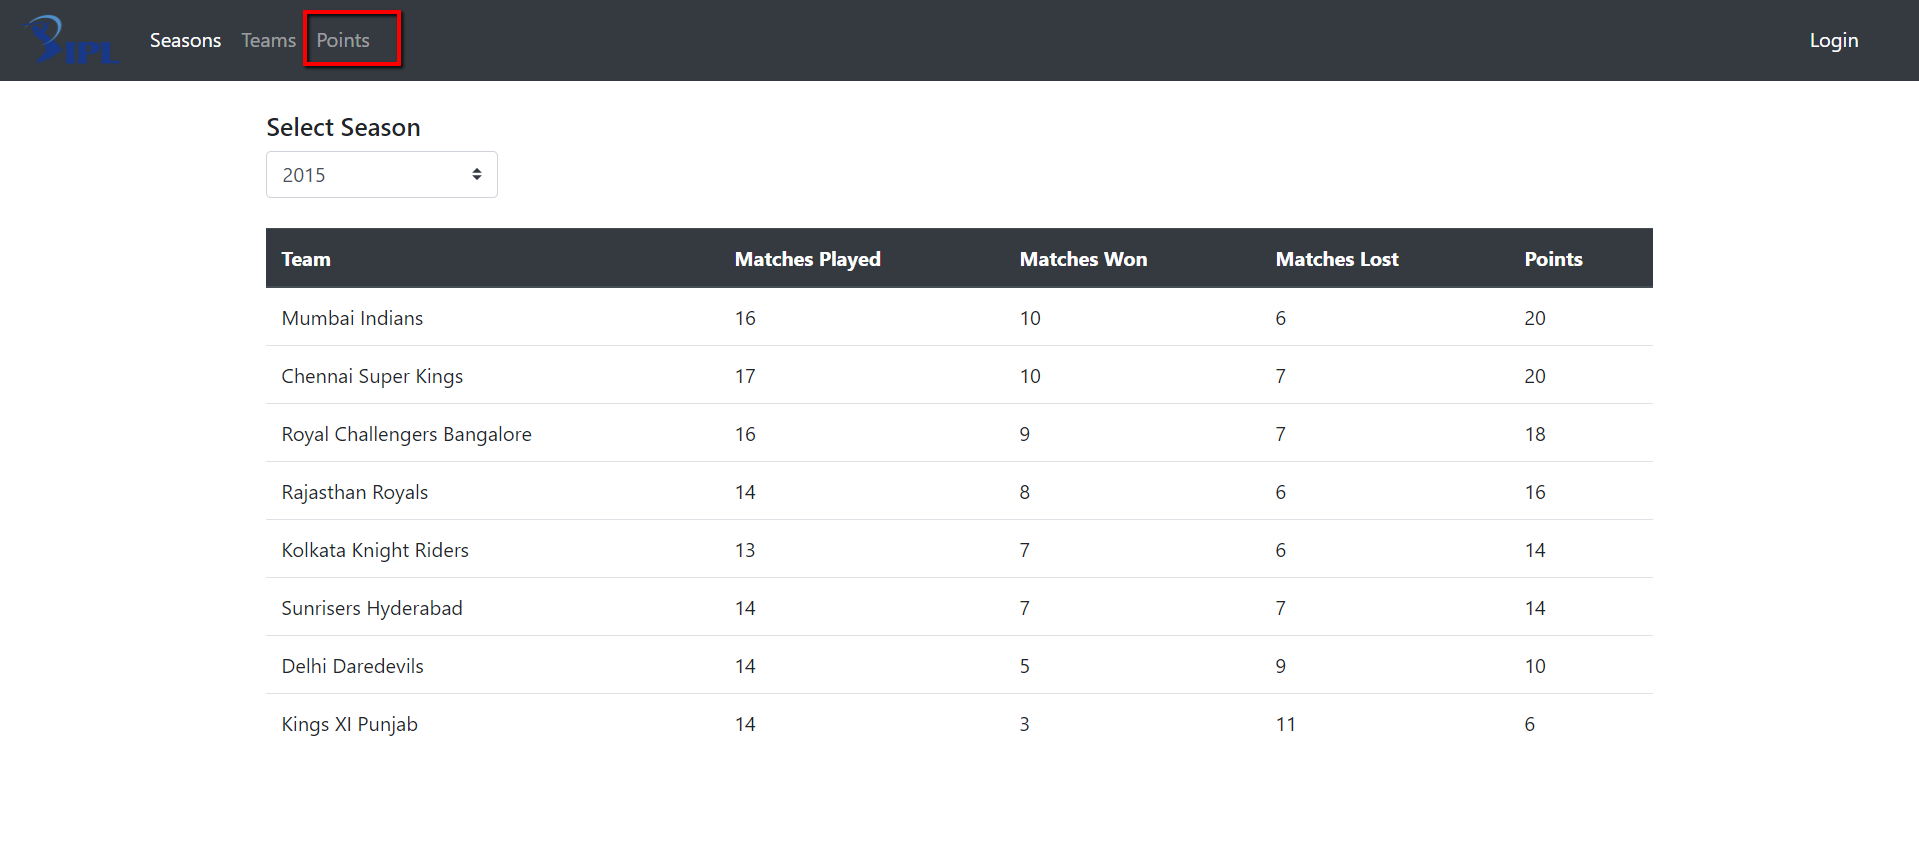 IPL Seasons Teams Points Login
Select Season
2015
Team Matches Played Matches Won Matches Lost Points
Mumbai Indians 16 10 6 20
Chennai Super Kings 17 10 7 20
Royal Challengers Bangalore 16 9 7 18
Rajasthan Royals 14 8 6 16
Kolkata Knight Riders 13 7 6 14
Sunrisers Hyderabad 14 7 7 14
Delhi Daredevils 14 5 9 10
Kings XI Punjab 14 3 11 6